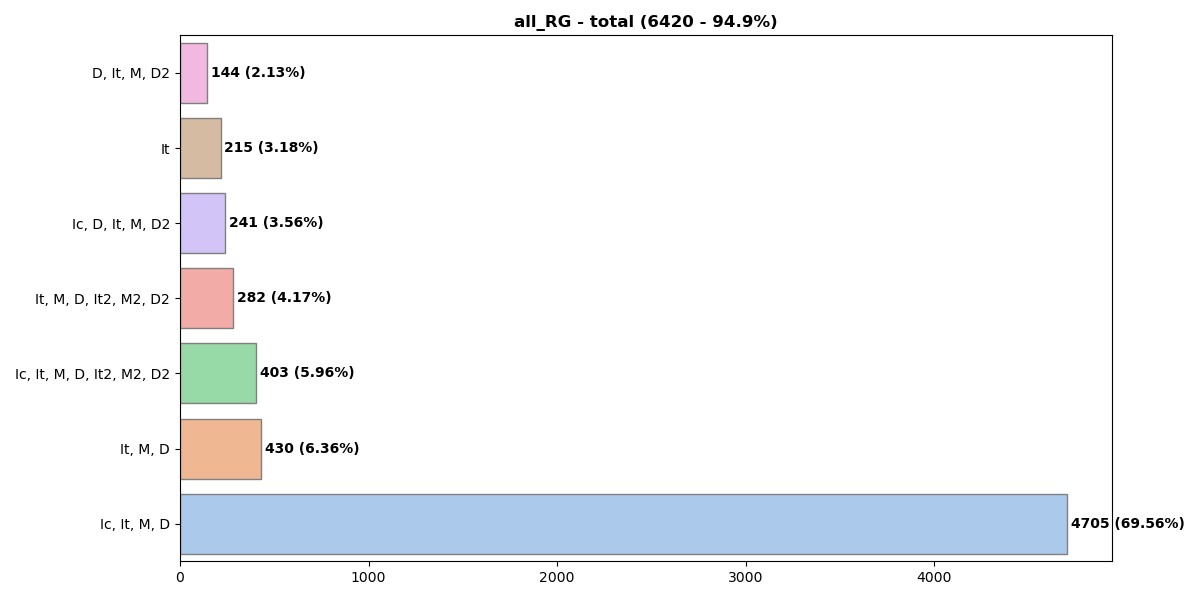 all_RG - total (6420 - 94.9%)
D, It, M, D2
144 (2.13%)
It
215 (3.18%)
Ic, D, It, M, D2
241 (3.56%)
It, M, D, It2, M2, D2
282 (4.17%)
Ic, It, M, D, It2, M2, D2
403 (5.96%)
It, M, D
430 (6.36%)
Ic, It, M, D
4705 (69.56%)
0 1000 2000 3000 4000